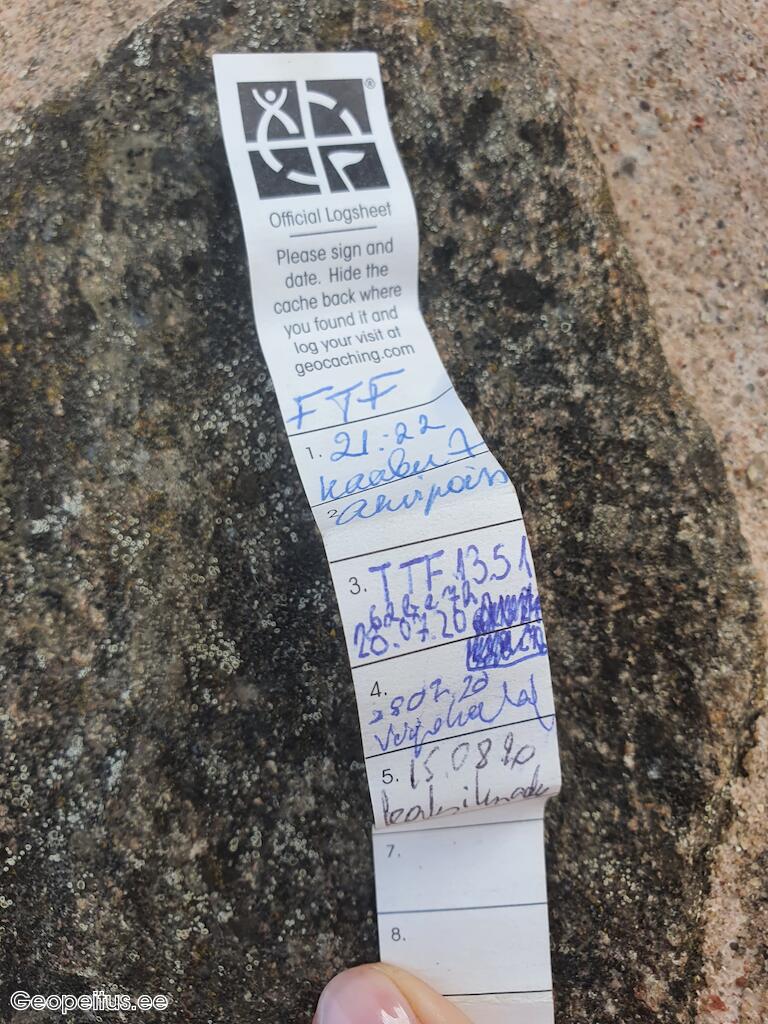 ®
Official Logsheet
Please sign and
date. Hide the
cache back where
you found it and
log your visit at
geocaching.com
FTF
1. 21:22
2.
3. TTF 13.51
20.07.20
4.
5. 15.08.20
7.
8.
Geopeitus.ee